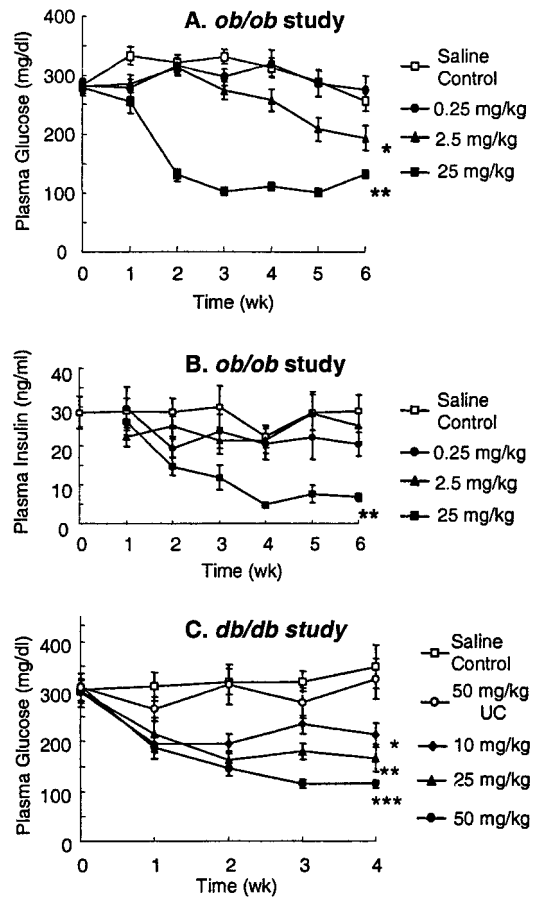 A. ob/ob study
Plasma Glucose (mg/dl)
400
300
200
100
0
0 1 2 3 4 5 6
Time (wk)
Saline
Control
0.25 mg/kg
2.5 mg/kg
25 mg/kg
*
**
B. ob/ob study
Plasma Insulin (ng/ml)
40
30
20
10
0
0 1 2 3 4 5 6
Time (wk)
Saline
Control
0.25 mg/kg
2.5 mg/kg
25 mg/kg
**
C. db/db study
Plasma Glucose (mg/dl)
400
300
200
100
0
0 1 2 3 4
Time (wk)
Saline
Control
50 mg/kg
UC
10 mg/kg
25 mg/kg
50 mg/kg
*
**
***